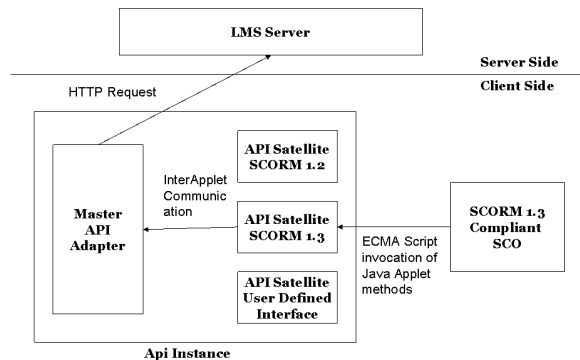 LMS Server
Server Side
Client Side
HTTP Request
API Satellite
SCORM 1.2
InterApplet
Communic
ation
Master
API
Adapter
API Satellite
SCORM 1.3
SCORM 1.3
Compliant
SCO
ECMA Script
invocation of
Java Applet
methods
API Satellite
User Defined
Interface
Api Instance